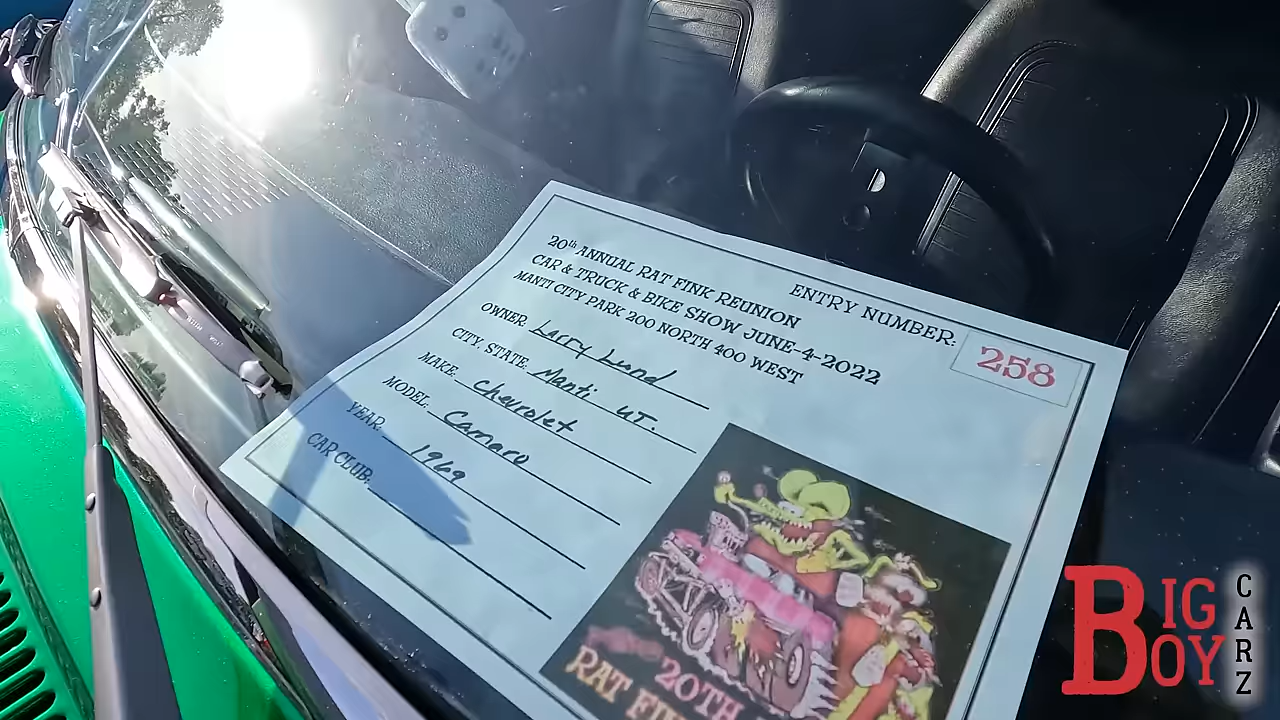 20th ANNUAL RAT FINK REUNION
CAR & TRUCK & BIKE SHOW JUNE-4-2022
MANTI CITY PARK 200 NORTH 400 WEST
ENTRY NUMBER:
258
OWNER Larry Lund
CITY, STATE. Manti UT.
MAKE. Chevrolet
MODEL. Camaro
YEAR. 1969
CAR CLUB.
20TH
RAT FIN
BIG BOY
CARZ